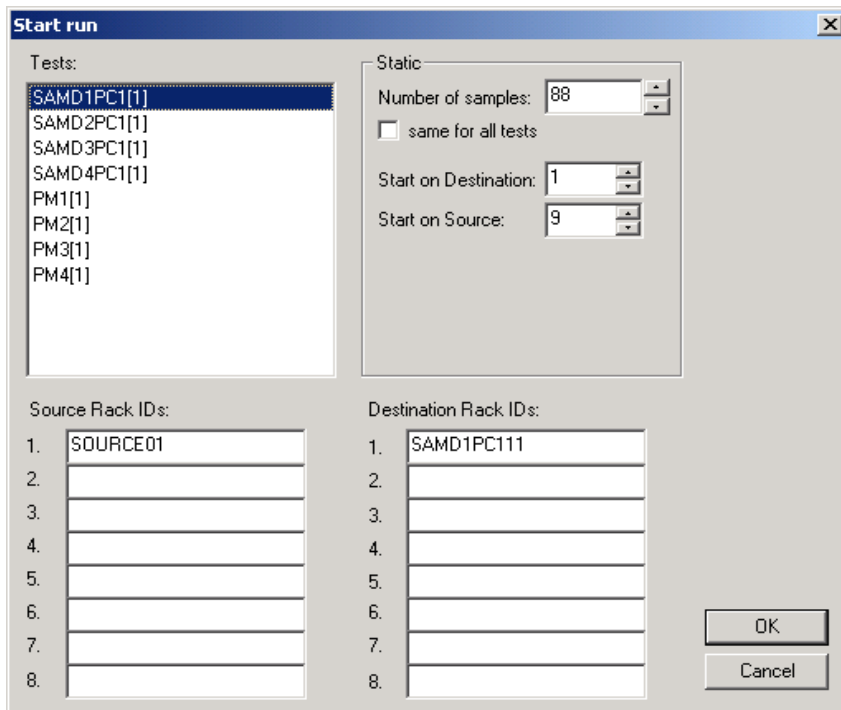 Start run
Tests:
SAMD1PC1[1]
SAMD2PC1[1]
SAMD3PC1[1]
SAMD4PC1[1]
PM1[1]
PM2[1]
PM3[1]
PM4[1]
Static
Number of samples: 88
same for all tests
Start on Destination: 1
Start on Source: 9
Source Rack IDs:
1. SOURCE01
2.
3.
4.
5.
6.
7.
8.
Destination Rack IDs:
1. SAMD1PC111
2.
3.
4.
5.
6.
7.
8.
OK
Cancel